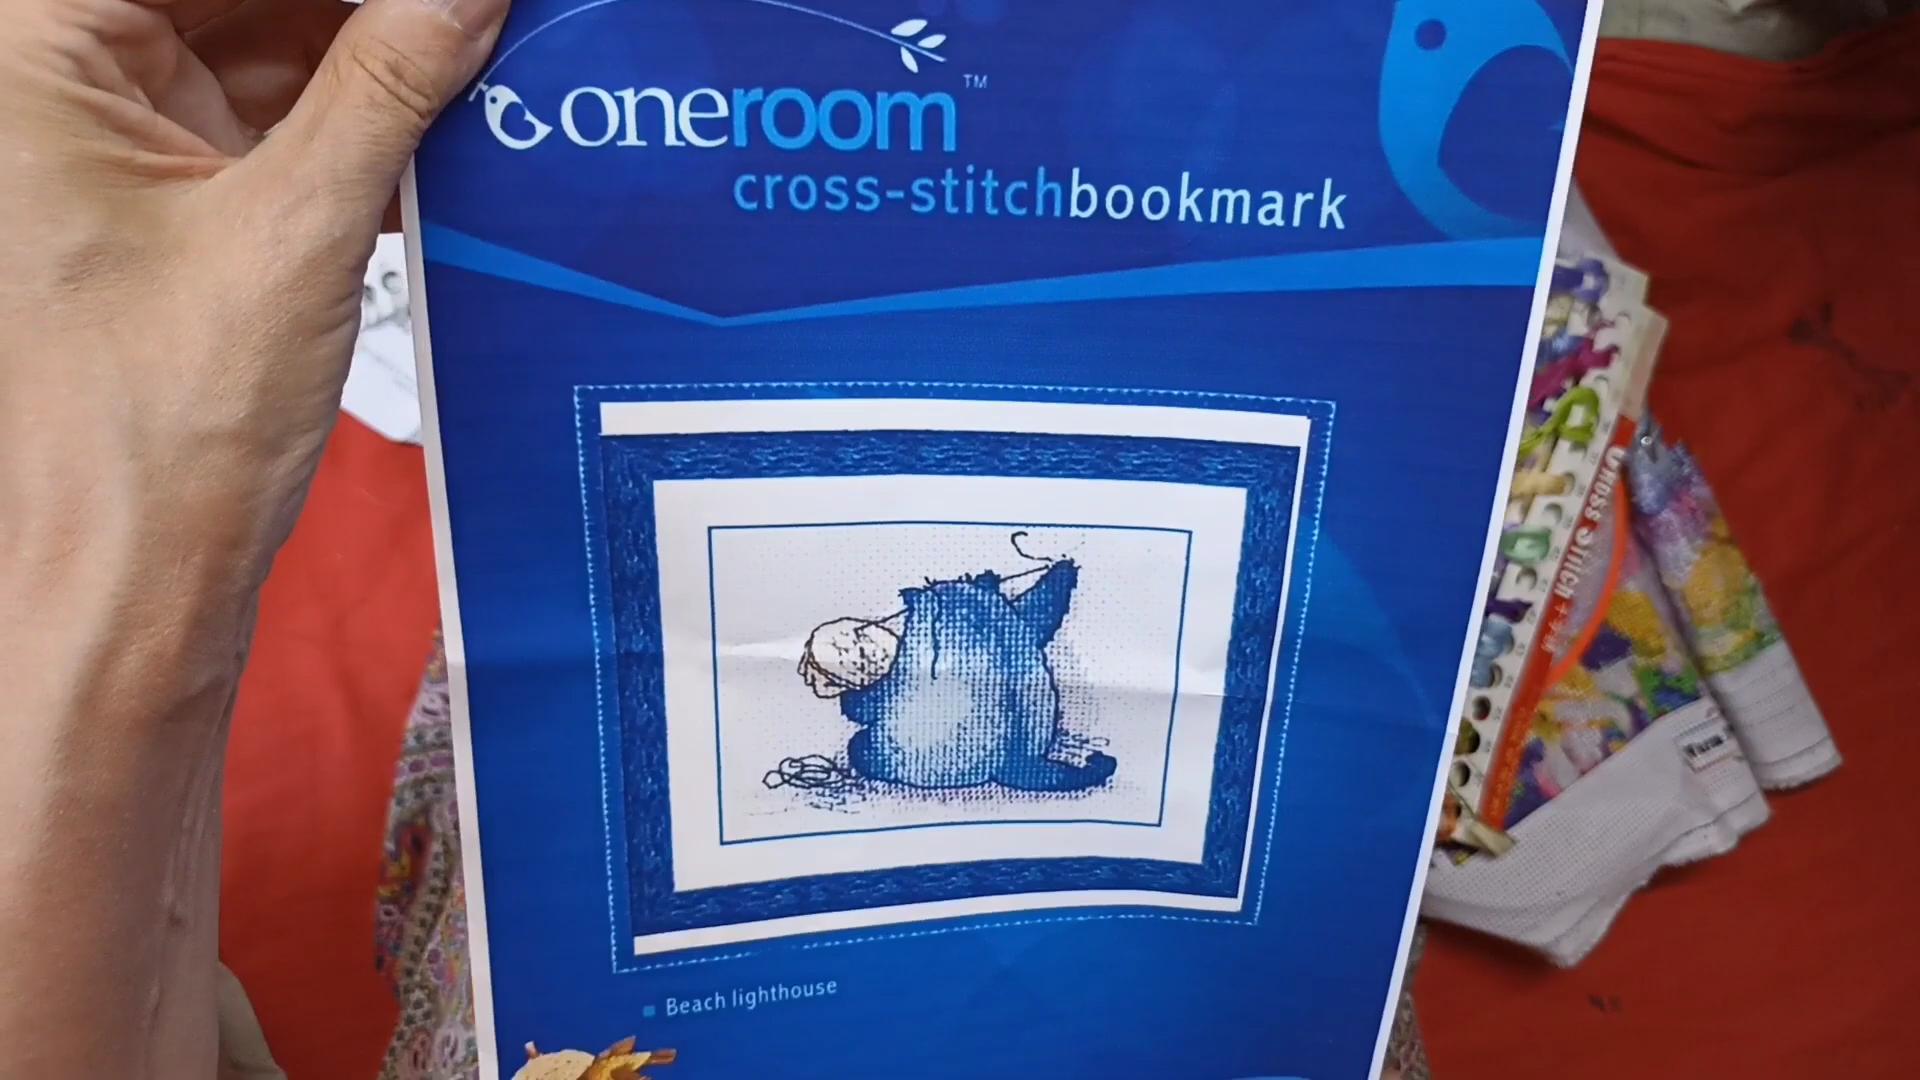 oneroom™
cross-stitchbookmark
Cross Stitch
Beach lighthouse